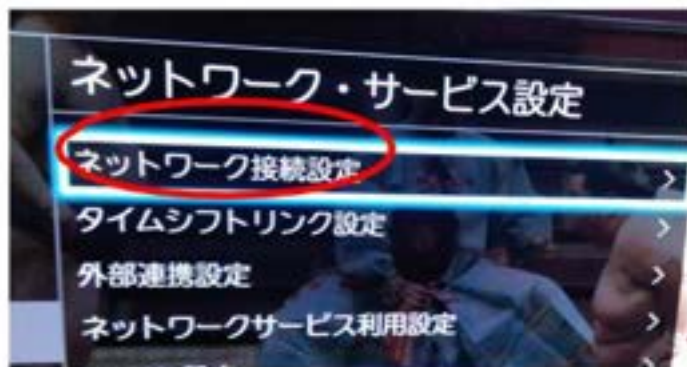 ネットワーク・サービス設定
ネットワーク接続設定
タイムシフトリンク設定
外部連携設定
ネットワークサービス利用設定